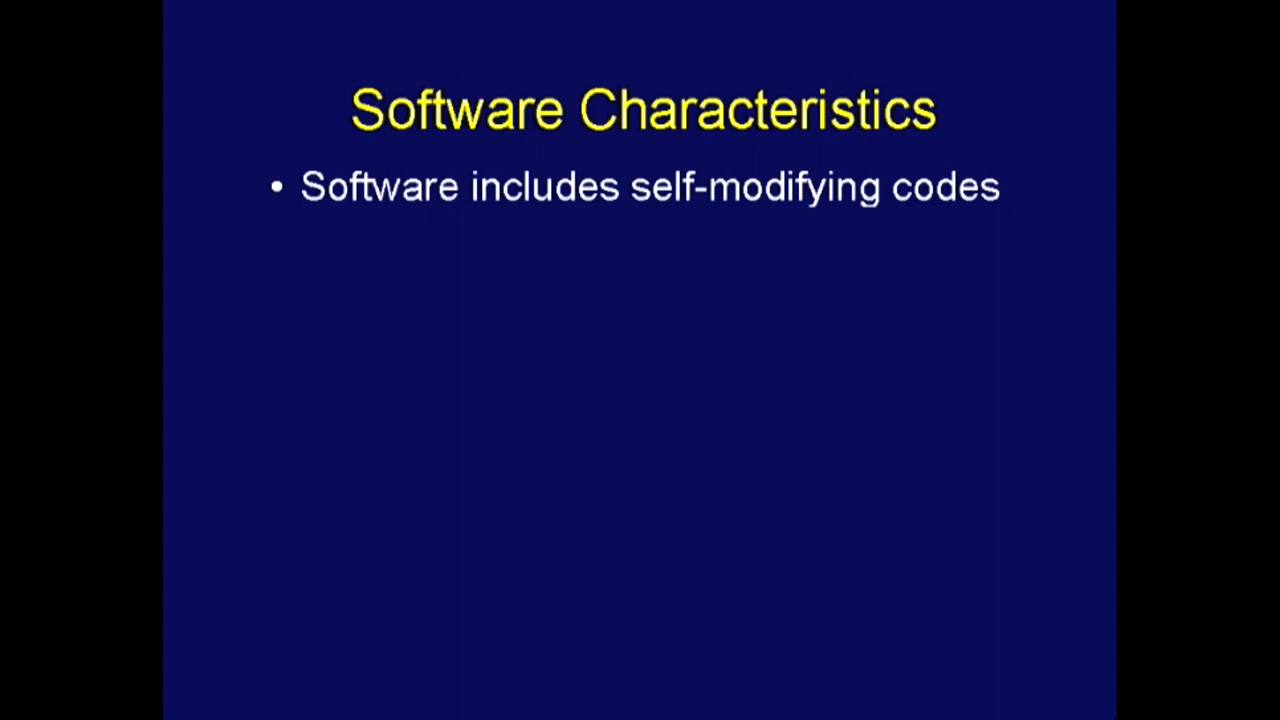 Software Characteristics
• Software includes self-modifying codes